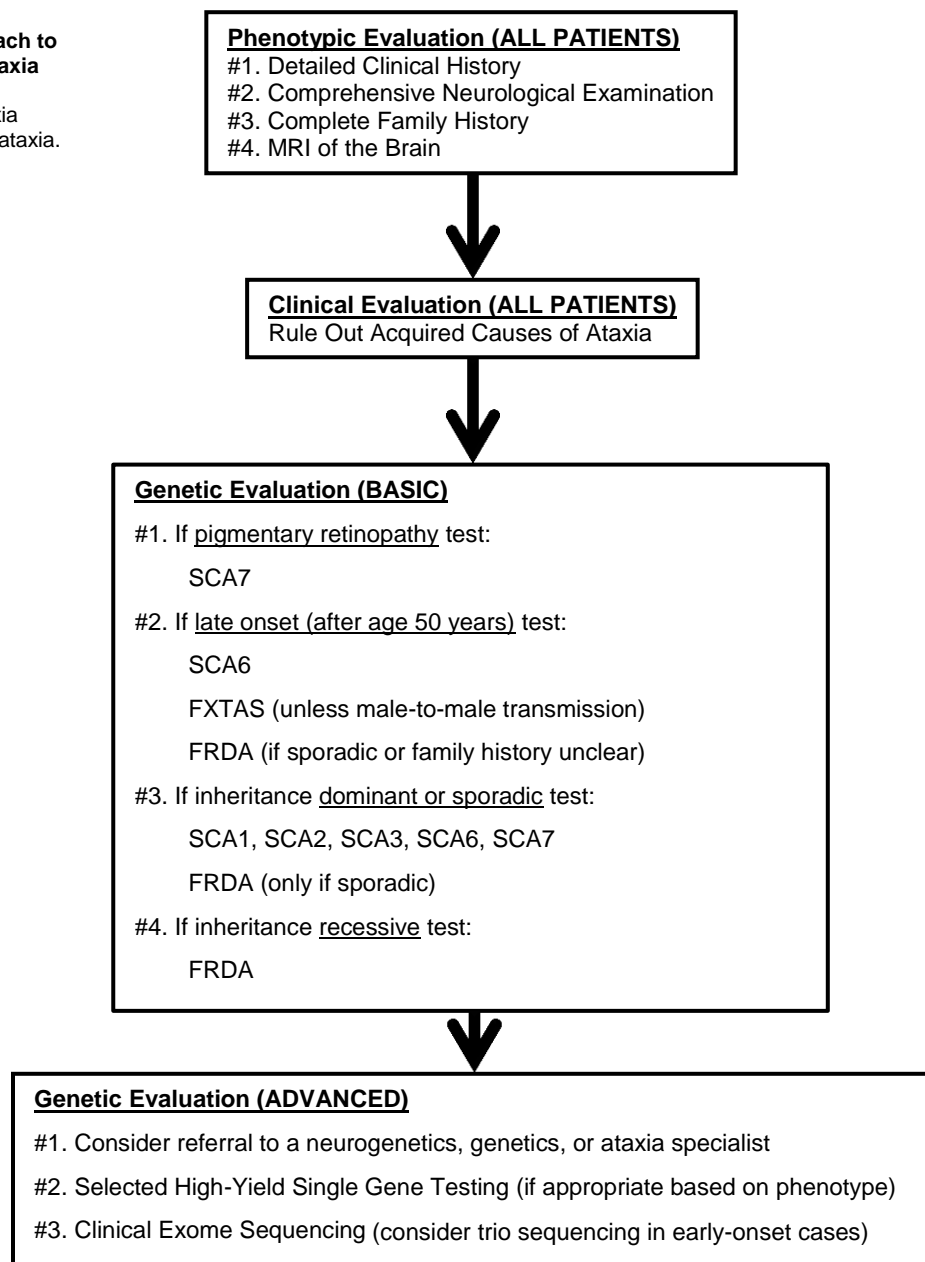 ach to
taxia
tia
ataxia.
Phenotypic Evaluation (ALL PATIENTS)
#1. Detailed Clinical History
#2. Comprehensive Neurological Examination
#3. Complete Family History
#4. MRI of the Brain
Clinical Evaluation (ALL PATIENTS)
Rule Out Acquired Causes of Ataxia
Genetic Evaluation (BASIC)
#1. If pigmentary retinopathy test:
SCA7
#2. If late onset (after age 50 years) test:
SCA6
FXTAS (unless male-to-male transmission)
FRDA (if sporadic or family history unclear)
#3. If inheritance dominant or sporadic test:
SCA1, SCA2, SCA3, SCA6, SCA7
FRDA (only if sporadic)
#4. If inheritance recessive test:
FRDA
Genetic Evaluation (ADVANCED)
#1. Consider referral to a neurogenetics, genetics, or ataxia specialist
#2. Selected High-Yield Single Gene Testing (if appropriate based on phenotype)
#3. Clinical Exome Sequencing (consider trio sequencing in early-onset cases)